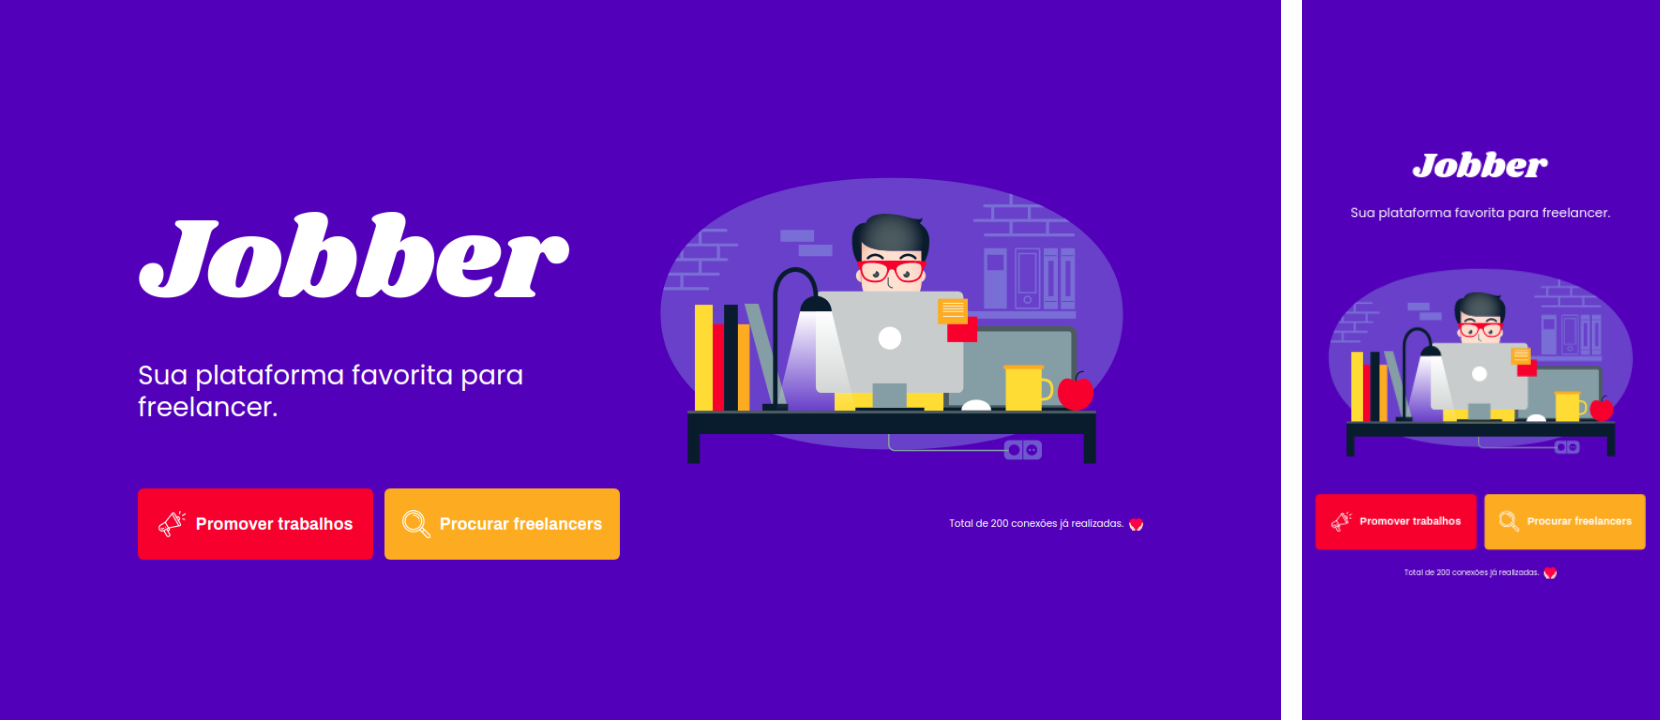 Jobber
Sua plataforma favorita para
freelancer.
Promover trabalhos
Procurar freelancers
Total de 200 conexões já realizadas.
Jobber
Sua plataforma favorita para freelancer.
Promover trabalhos
Procurar freelancers
Total de 200 conexões já realizadas.